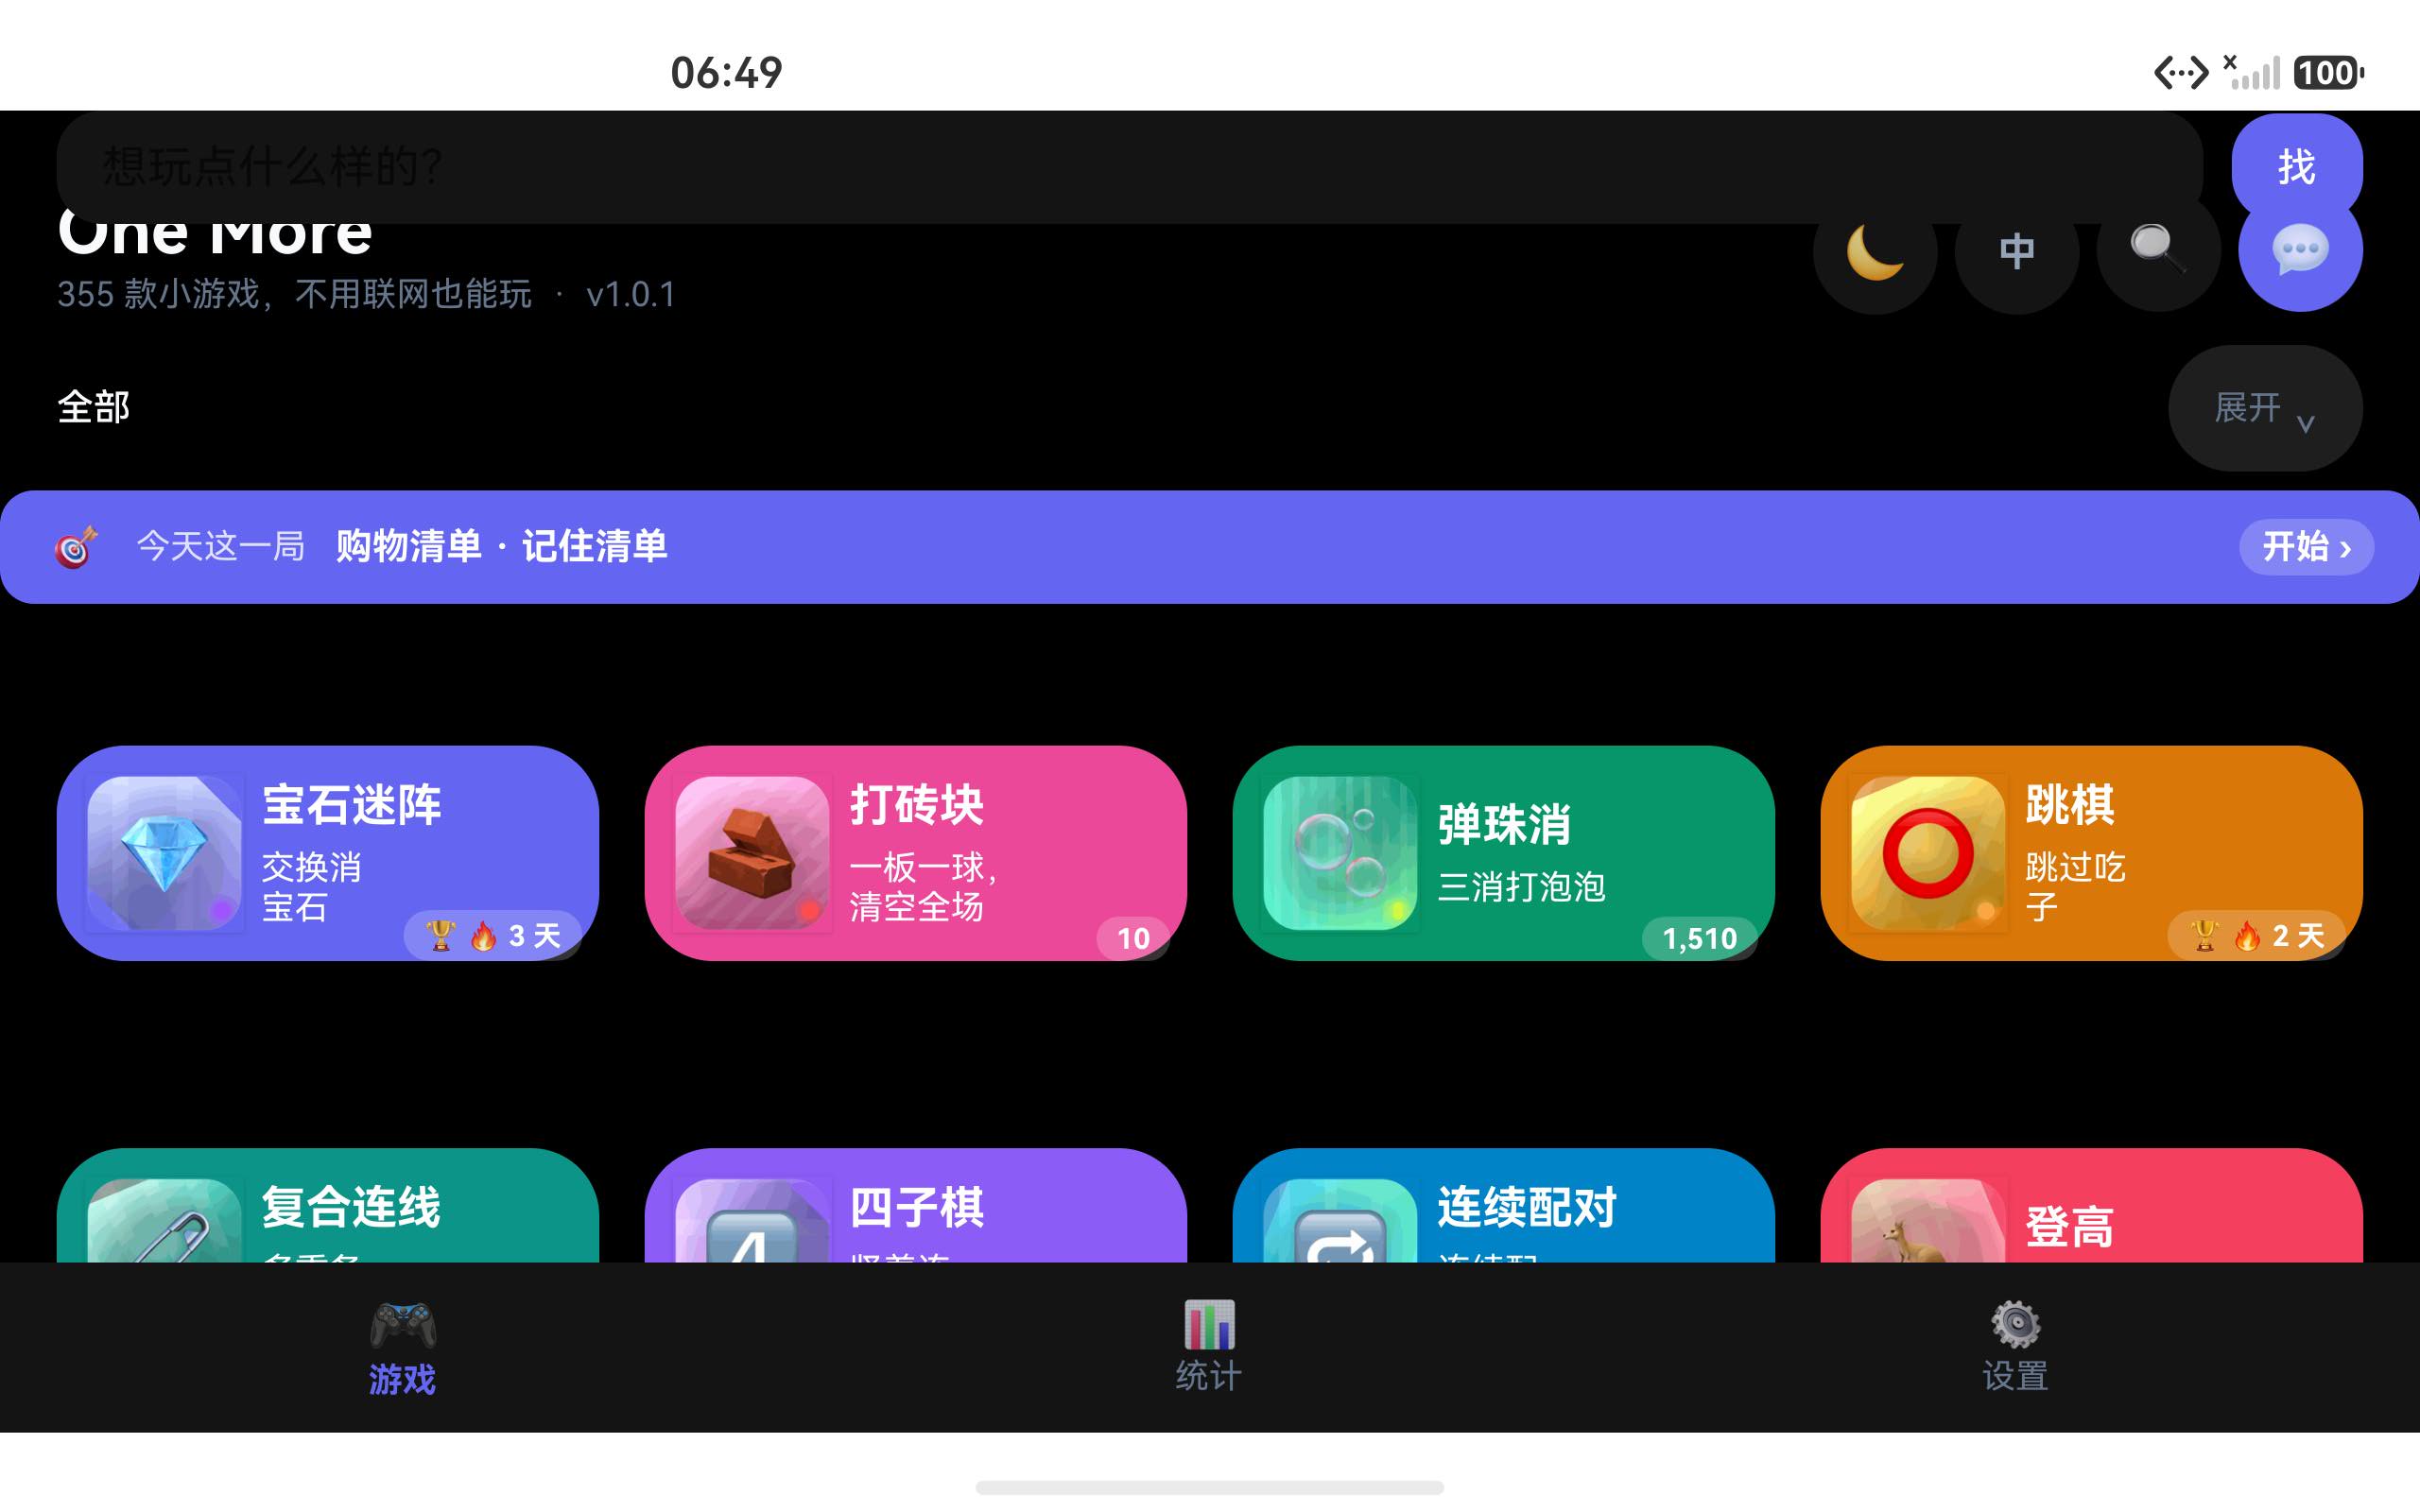 06:49
100
想玩点什么样的?
找
One More
中
355 款小游戏，不用联网也能玩 · v1.0.1
全部
展开
今天这一局 购物清单 · 记住清单
开始 ›
宝石迷阵
交换消
宝石
3 天
打砖块
一板一球，
清空全场
10
弹珠消
三消打泡泡
1,510
跳棋
跳过吃
子
2 天
复合连线
四子棋
4
连续配对
登高
游戏
统计
设置